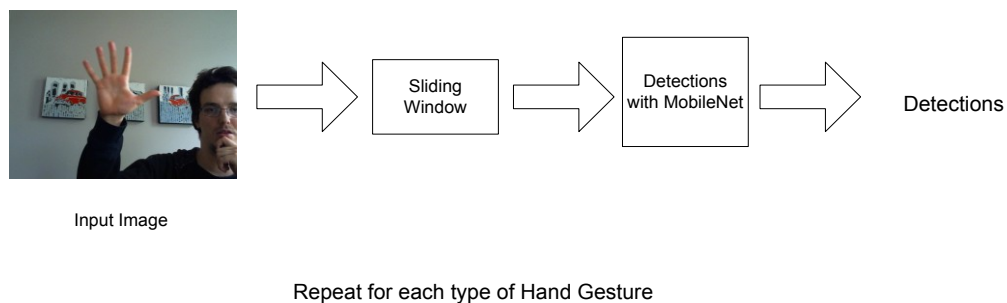 Sliding
Window
Detections
with MobileNet
Detections
Input Image
Repeat for each type of Hand Gesture